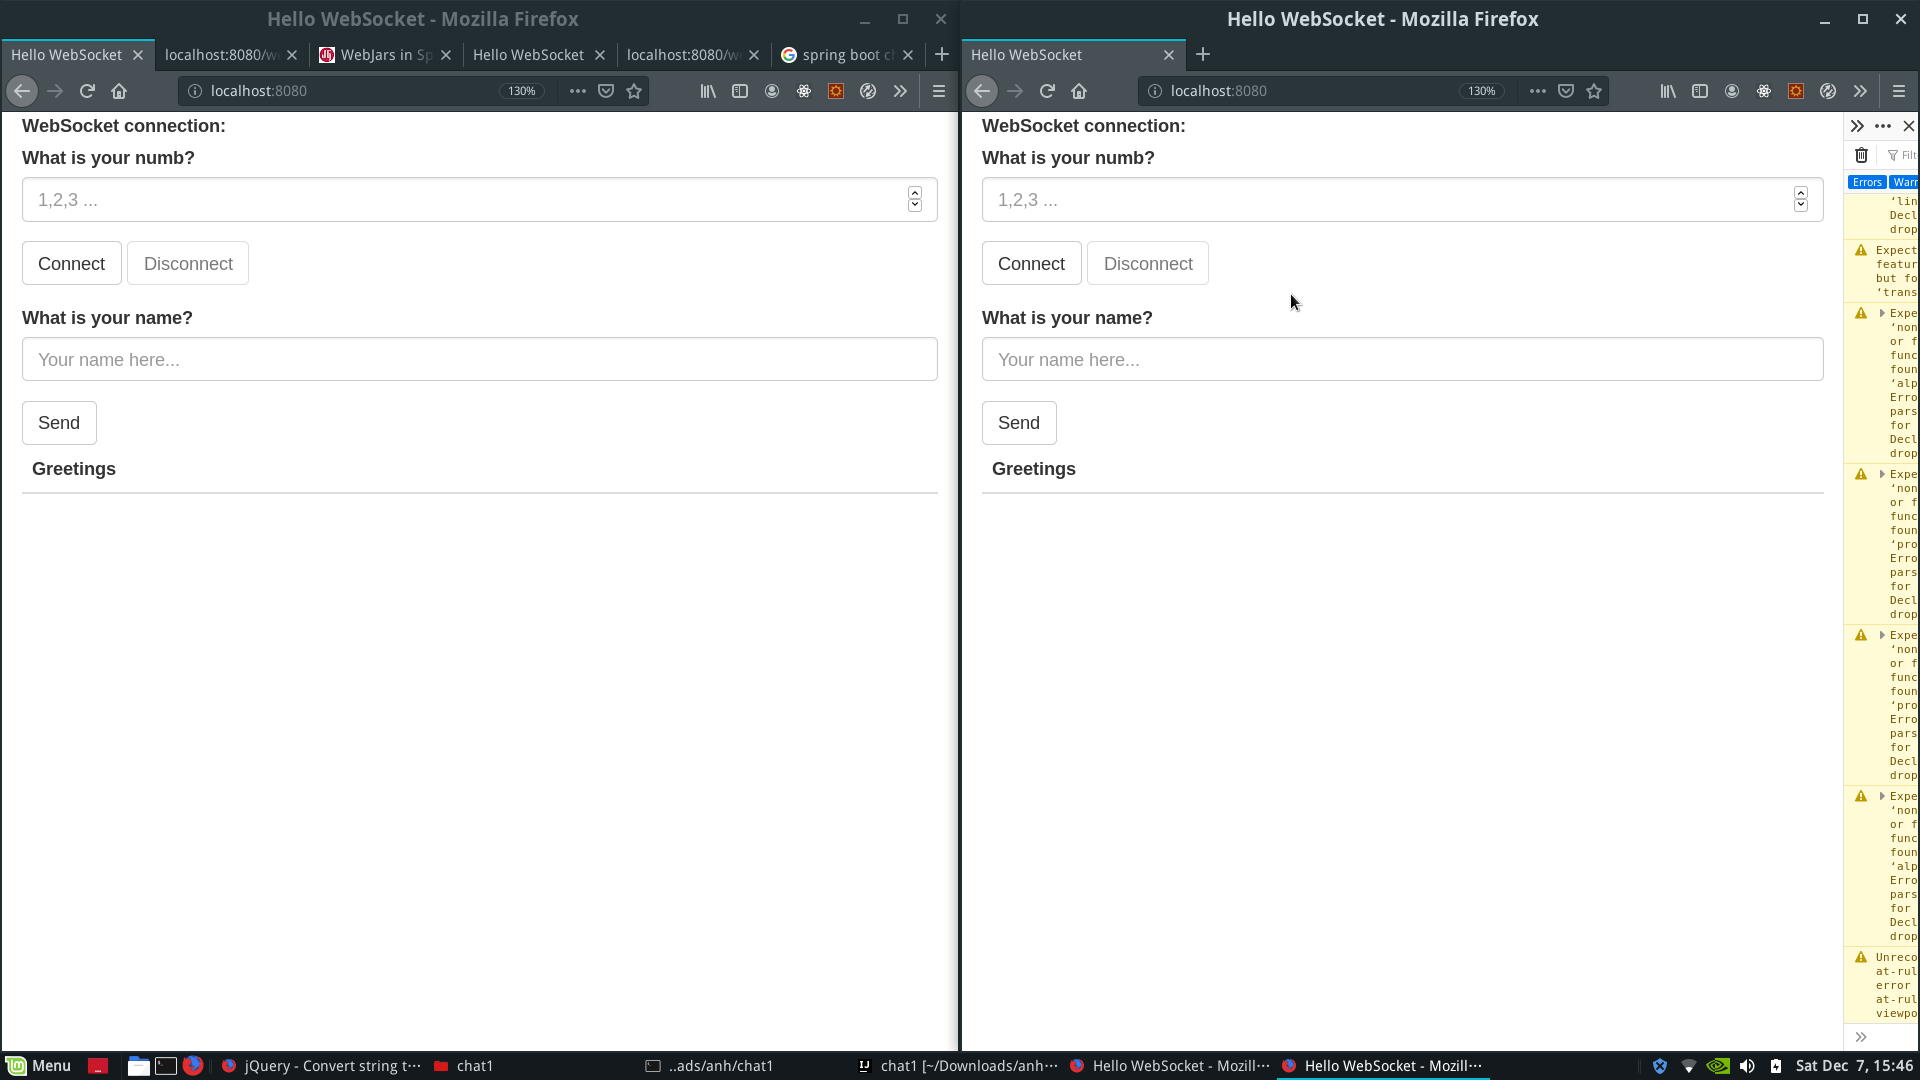 Hello WebSocket - Mozilla Firefox
Hello WebSocket
localhost:8080/w
WebJars in Sp
Hello WebSocket
localhost:8080/w
spring boot c
localhost:8080
130%
WebSocket connection:
What is your numb?
1,2,3 ...
Connect
Disconnect
What is your name?
Your name here...
Send
Greetings
Hello WebSocket - Mozilla Firefox
Hello WebSocket
localhost:8080
130%
WebSocket connection:
What is your numb?
1,2,3 ...
Connect
Disconnect
What is your name?
Your name here...
Send
Greetings
Filt
Errors
Warr
‘lin
Decl
drop
Expect
featur
but fo
‘trans
Expe
‘non
or f
func
foun
‘alp
Erro
pars
for
Decl
drop
Expe
‘non
or f
func
foun
‘pro
Erro
pars
for
Decl
drop
Expe
‘non
or f
func
foun
‘pro
Erro
pars
for
Decl
drop
Expe
‘non
or f
func
foun
‘alp
Erro
pars
for
Decl
drop
Unreco
at-rul
error
at-rul
viewpo
Menu
jQuery - Convert string t···
chat1
..ads/anh/chat1
chat1 [~/Downloads/anh···
Hello WebSocket - Mozill···
Hello WebSocket - Mozill···
Sat Dec 7, 15:46